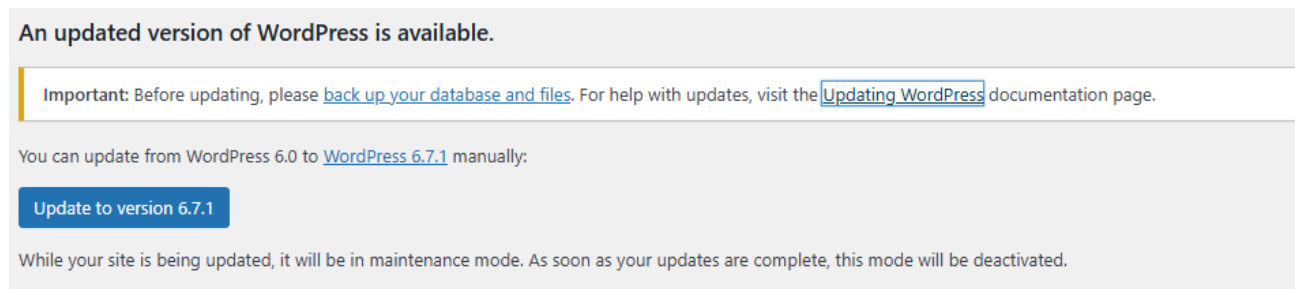 An updated version of WordPress is available.
Important: Before updating, please back up your database and files. For help with updates, visit the Updating WordPress documentation page.
You can update from WordPress 6.0 to WordPress 6.7.1 manually:
Update to version 6.7.1
While your site is being updated, it will be in maintenance mode. As soon as your updates are complete, this mode will be deactivated.